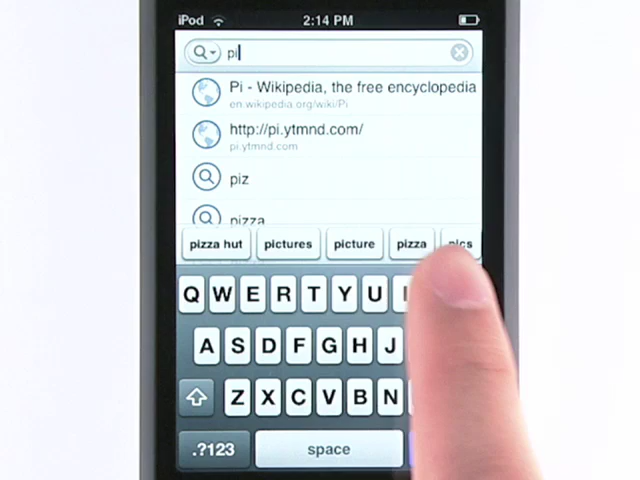 iPod 2:14 PM
pi
Pi - Wikipedia, the free encyclopedia
en.wikipedia.org/wiki/Pi
http://pi.ytmnd.com/
pi.ytmnd.com
piz
pizza
pizza hut pictures picture pizza pics
Q W E R T Y U
A S D F G H J
Z X C V B N
.?123 space